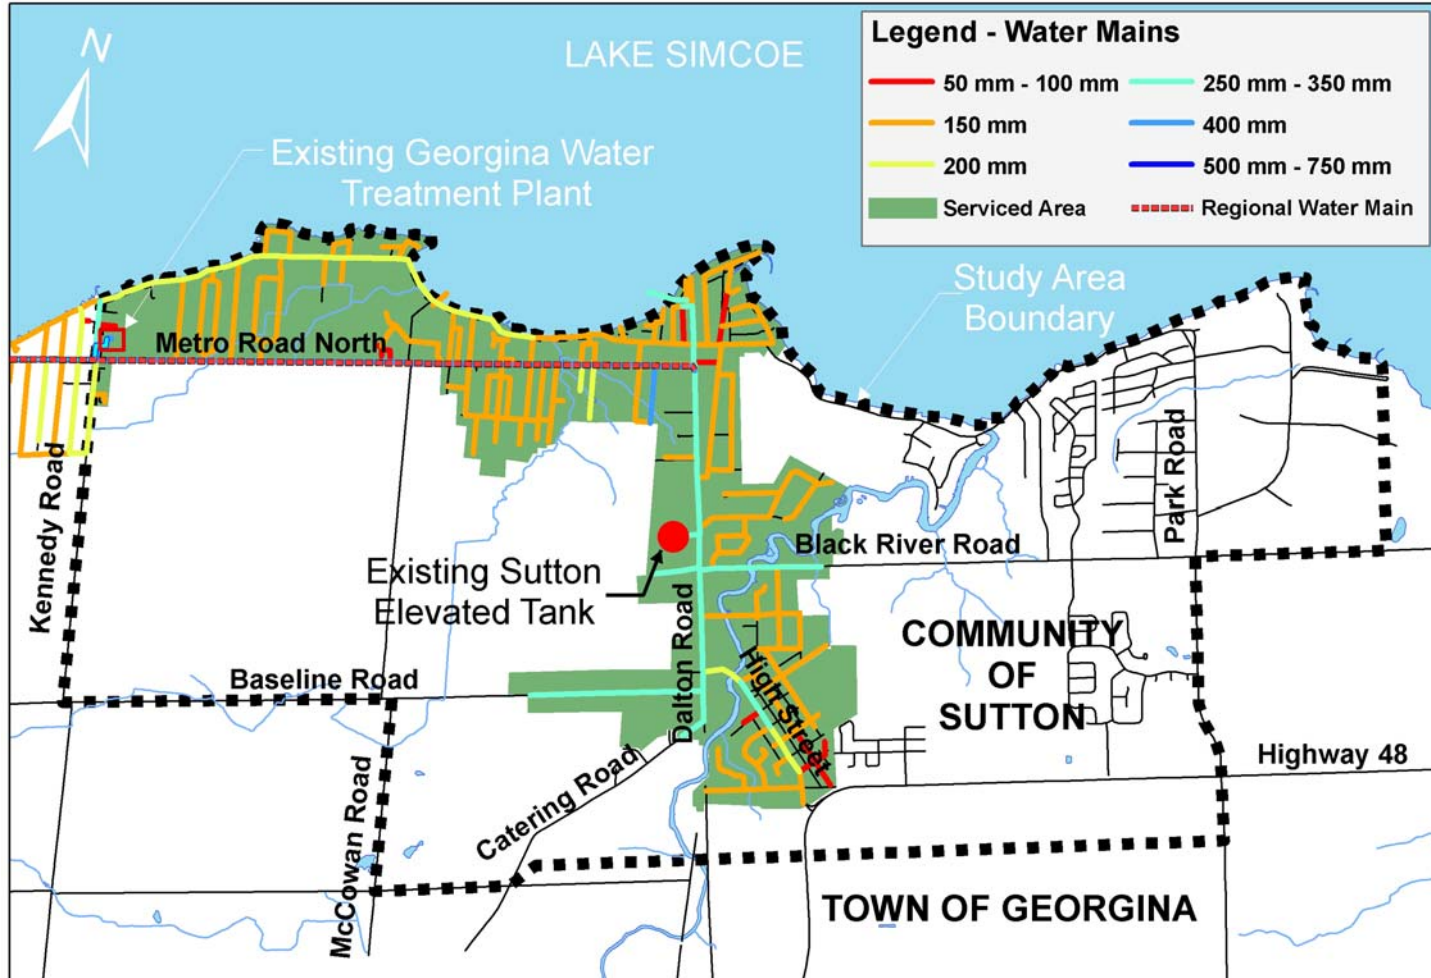 N
LAKE SIMCOE
Legend - Water Mains
50 mm - 100 mm
250 mm - 350 mm
150 mm
400 mm
200 mm
500 mm - 750 mm
Serviced Area
Regional Water Main
Existing Georgina Water
Treatment Plant
Study Area
Boundary
Metro Road North
Kennedy Road
Park Road
Black River Road
Existing Sutton
Elevated Tank
Dalton Road
High Street
COMMUNITY
OF
SUTTON
Baseline Road
Highway 48
Catering Road
McCowan Road
TOWN OF GEORGINA